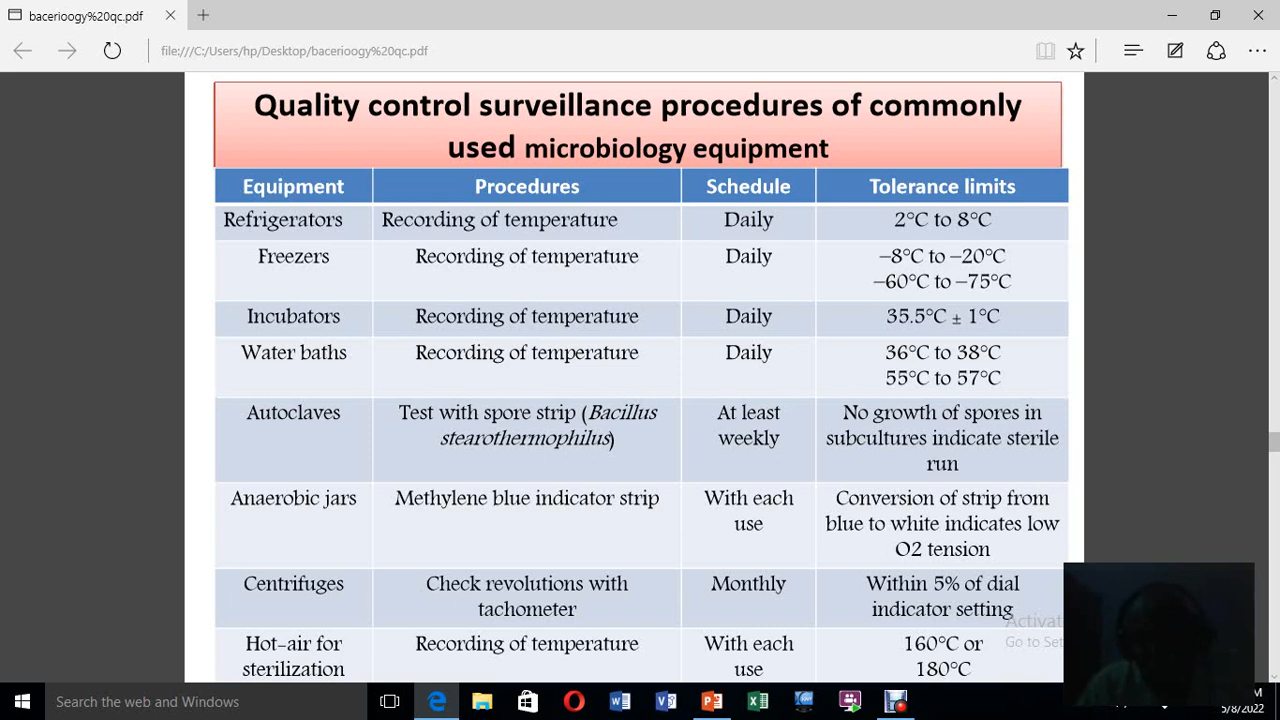 bacerioogy%20qc.pdf
file:///C:/Users/hp/Desktop/bacerioogy%20qc.pdf
Quality control surveillance procedures of commonly
used microbiology equipment
Equipment Procedures Schedule Tolerance limits
Refrigerators Recording of temperature Daily 2°C to 8°C
Freezers Recording of temperature Daily –8°C to –20°C
–60°C to –75°C
Incubators Recording of temperature Daily 35.5°C ± 1°C
Water baths Recording of temperature Daily 36°C to 38°C
55°C to 57°C
Autoclaves Test with spore strip (Bacillus At least No growth of spores in
stearothermophilus) weekly subcultures indicate sterile
run
Anaerobic jars Methylene blue indicator strip With each Conversion of strip from
use blue to white indicates low
O2 tension
Centrifuges Check revolutions with Monthly Within 5% of dial
tachometer indicator setting
Hot-air for Recording of temperature With each 160°C or
sterilization use 180°C
Activat
Go to Set
Search the web and Windows
5/8/2022